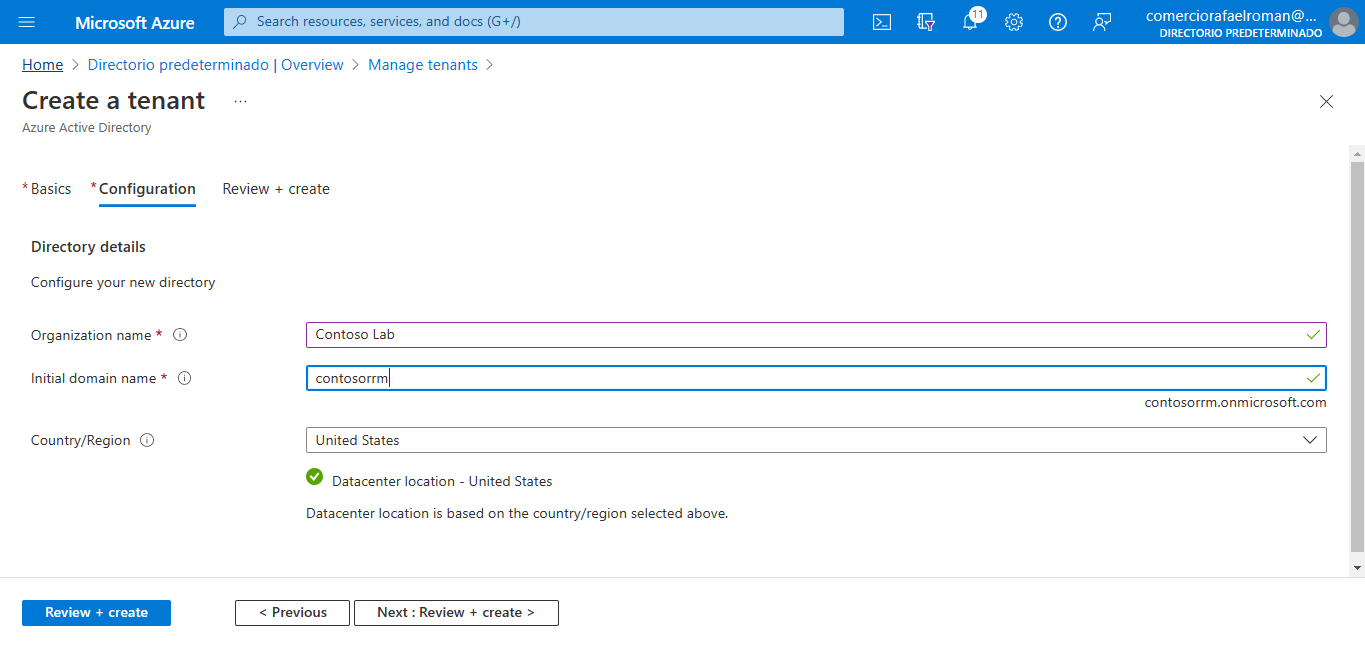 Microsoft Azure
Search resources, services, and docs (G+/)
11
comerciorafaelroman@...
DIRECTORIO PREDETERMINADO
Home > Directorio predeterminado | Overview > Manage tenants >
Create a tenant ...
Azure Active Directory
* Basics * Configuration Review + create
Directory details
Configure your new directory
Organization name * Contoso Lab
Initial domain name * contosorrm
contosorrm.onmicrosoft.com
Country/Region United States
Datacenter location - United States
Datacenter location is based on the country/region selected above.
Review + create < Previous Next : Review + create >